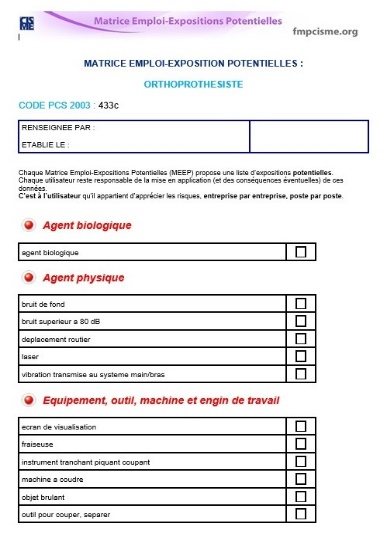 CIS
ME
Matrice Emploi-Expositions Potentielles
fmpcisme.org
MATRICE EMPLOI-EXPOSITION POTENTIELLES :
ORTHOPROTHESISTE
CODE PCS 2003 : 433c
RENSEIGNEE PAR :
ETABLIE LE :
Chaque Matrice Emploi-Expositions Potentielles (MEEP) propose une liste d'expositions potentielles.
Chaque utilisateur reste responsable de la mise en application (et des conséquences éventuelles) de ces
données.
C'est à l'utilisateur qu'il appartient d'apprécier les risques, entreprise par entreprise, poste par poste.
Agent biologique
agent biologique
Agent physique
bruit de fond
bruit superieur a 80 dB
deplacement routier
laser
vibration transmise au systeme main/bras
Equipement, outil, machine et engin de travail
ecran de visualisation
fraiseuse
instrument tranchant piquant coupant
machine a coudre
objet brulant
outil pour couper, separer